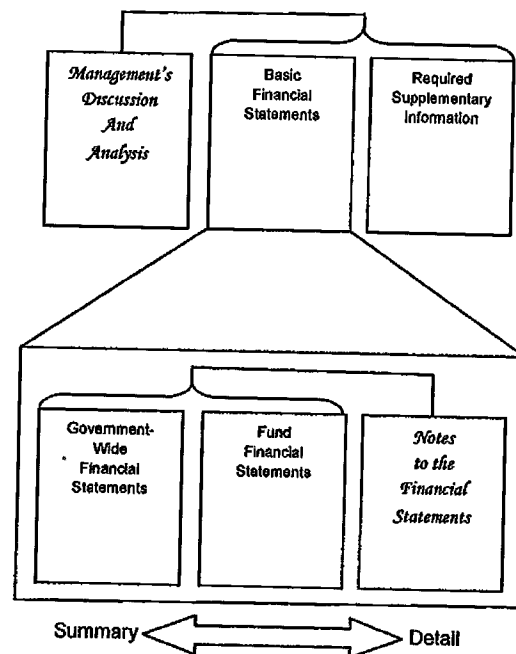 Management's
Discussion
And
Analysis
Basic
Financial
Statements
Required
Supplementary
Information
Government-
Wide
Financial
Statements
Fund
Financial
Statements
Notes
to the
Financial
Statements
Summary
Detail